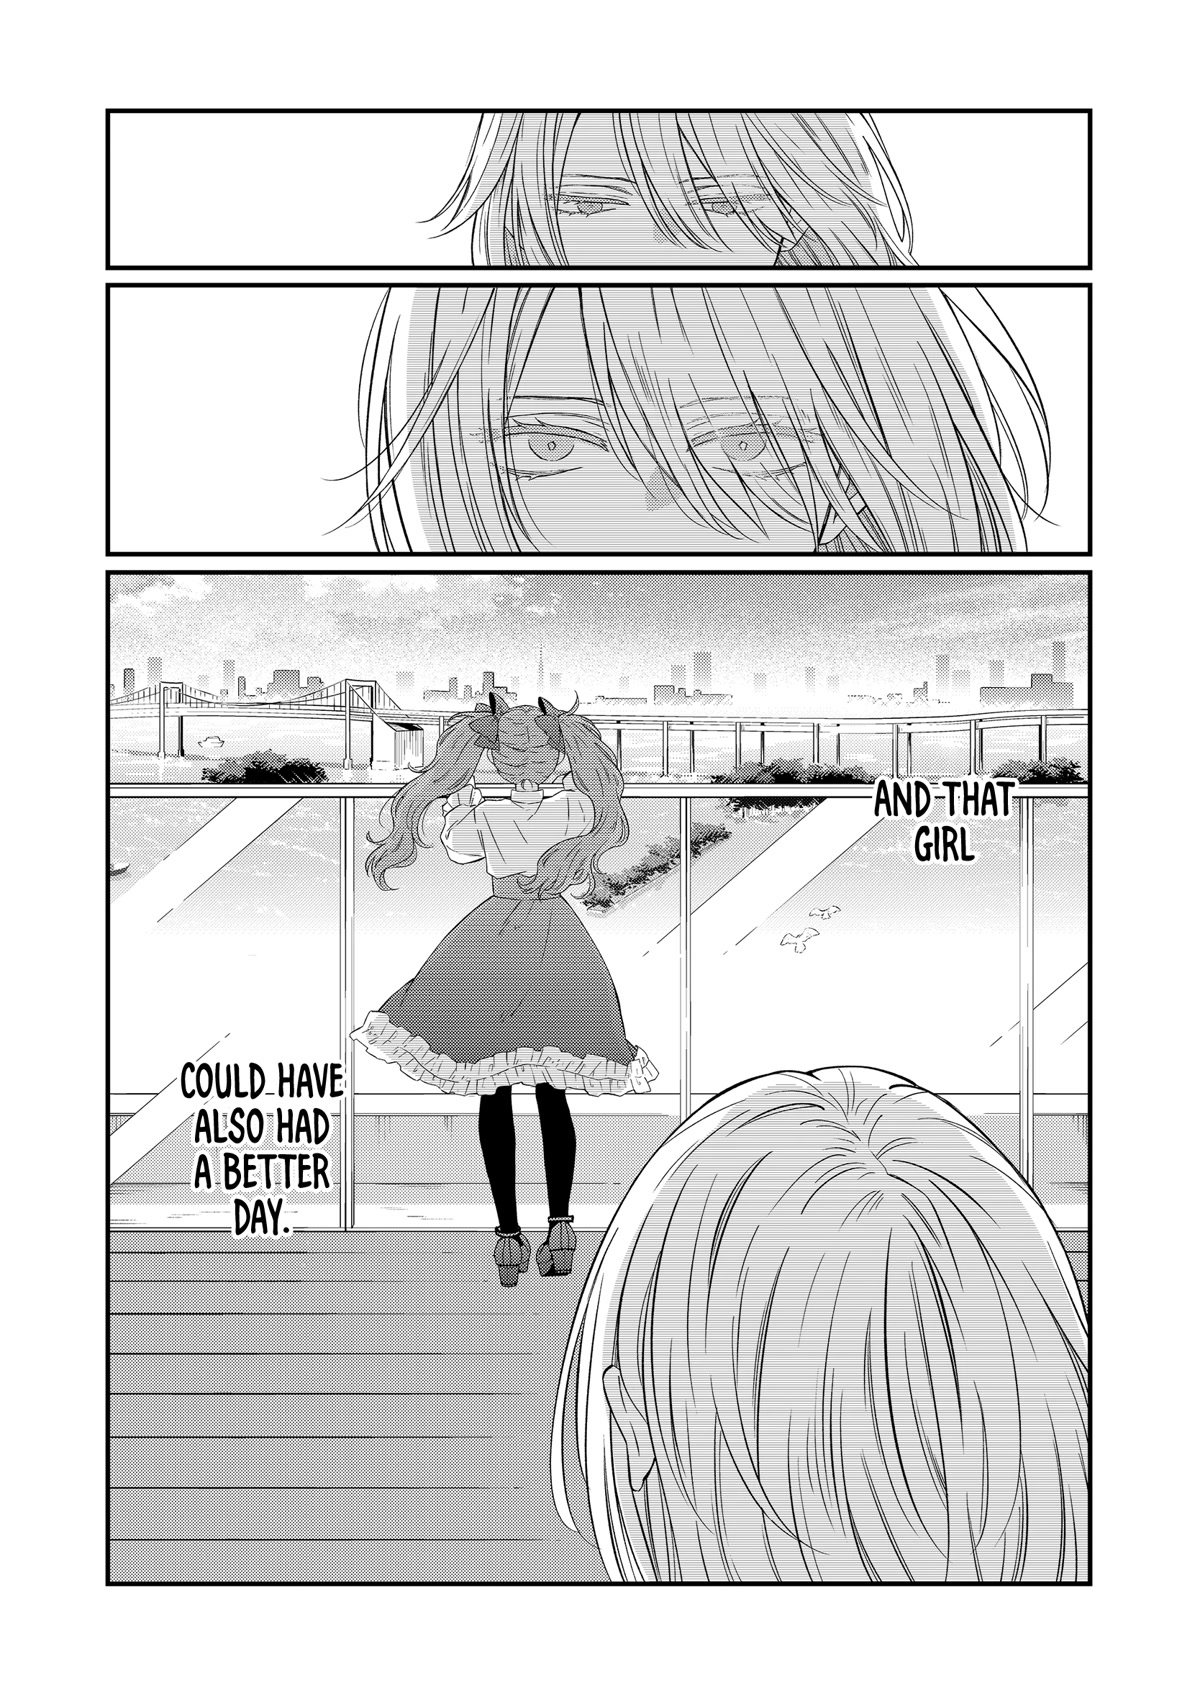 AND THAT
GIRL
COULD HAVE
ALSO HAD
A BETTER
DAY.